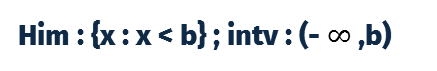 Him : {x : x < b} ; intv : (- ∞ ,b)